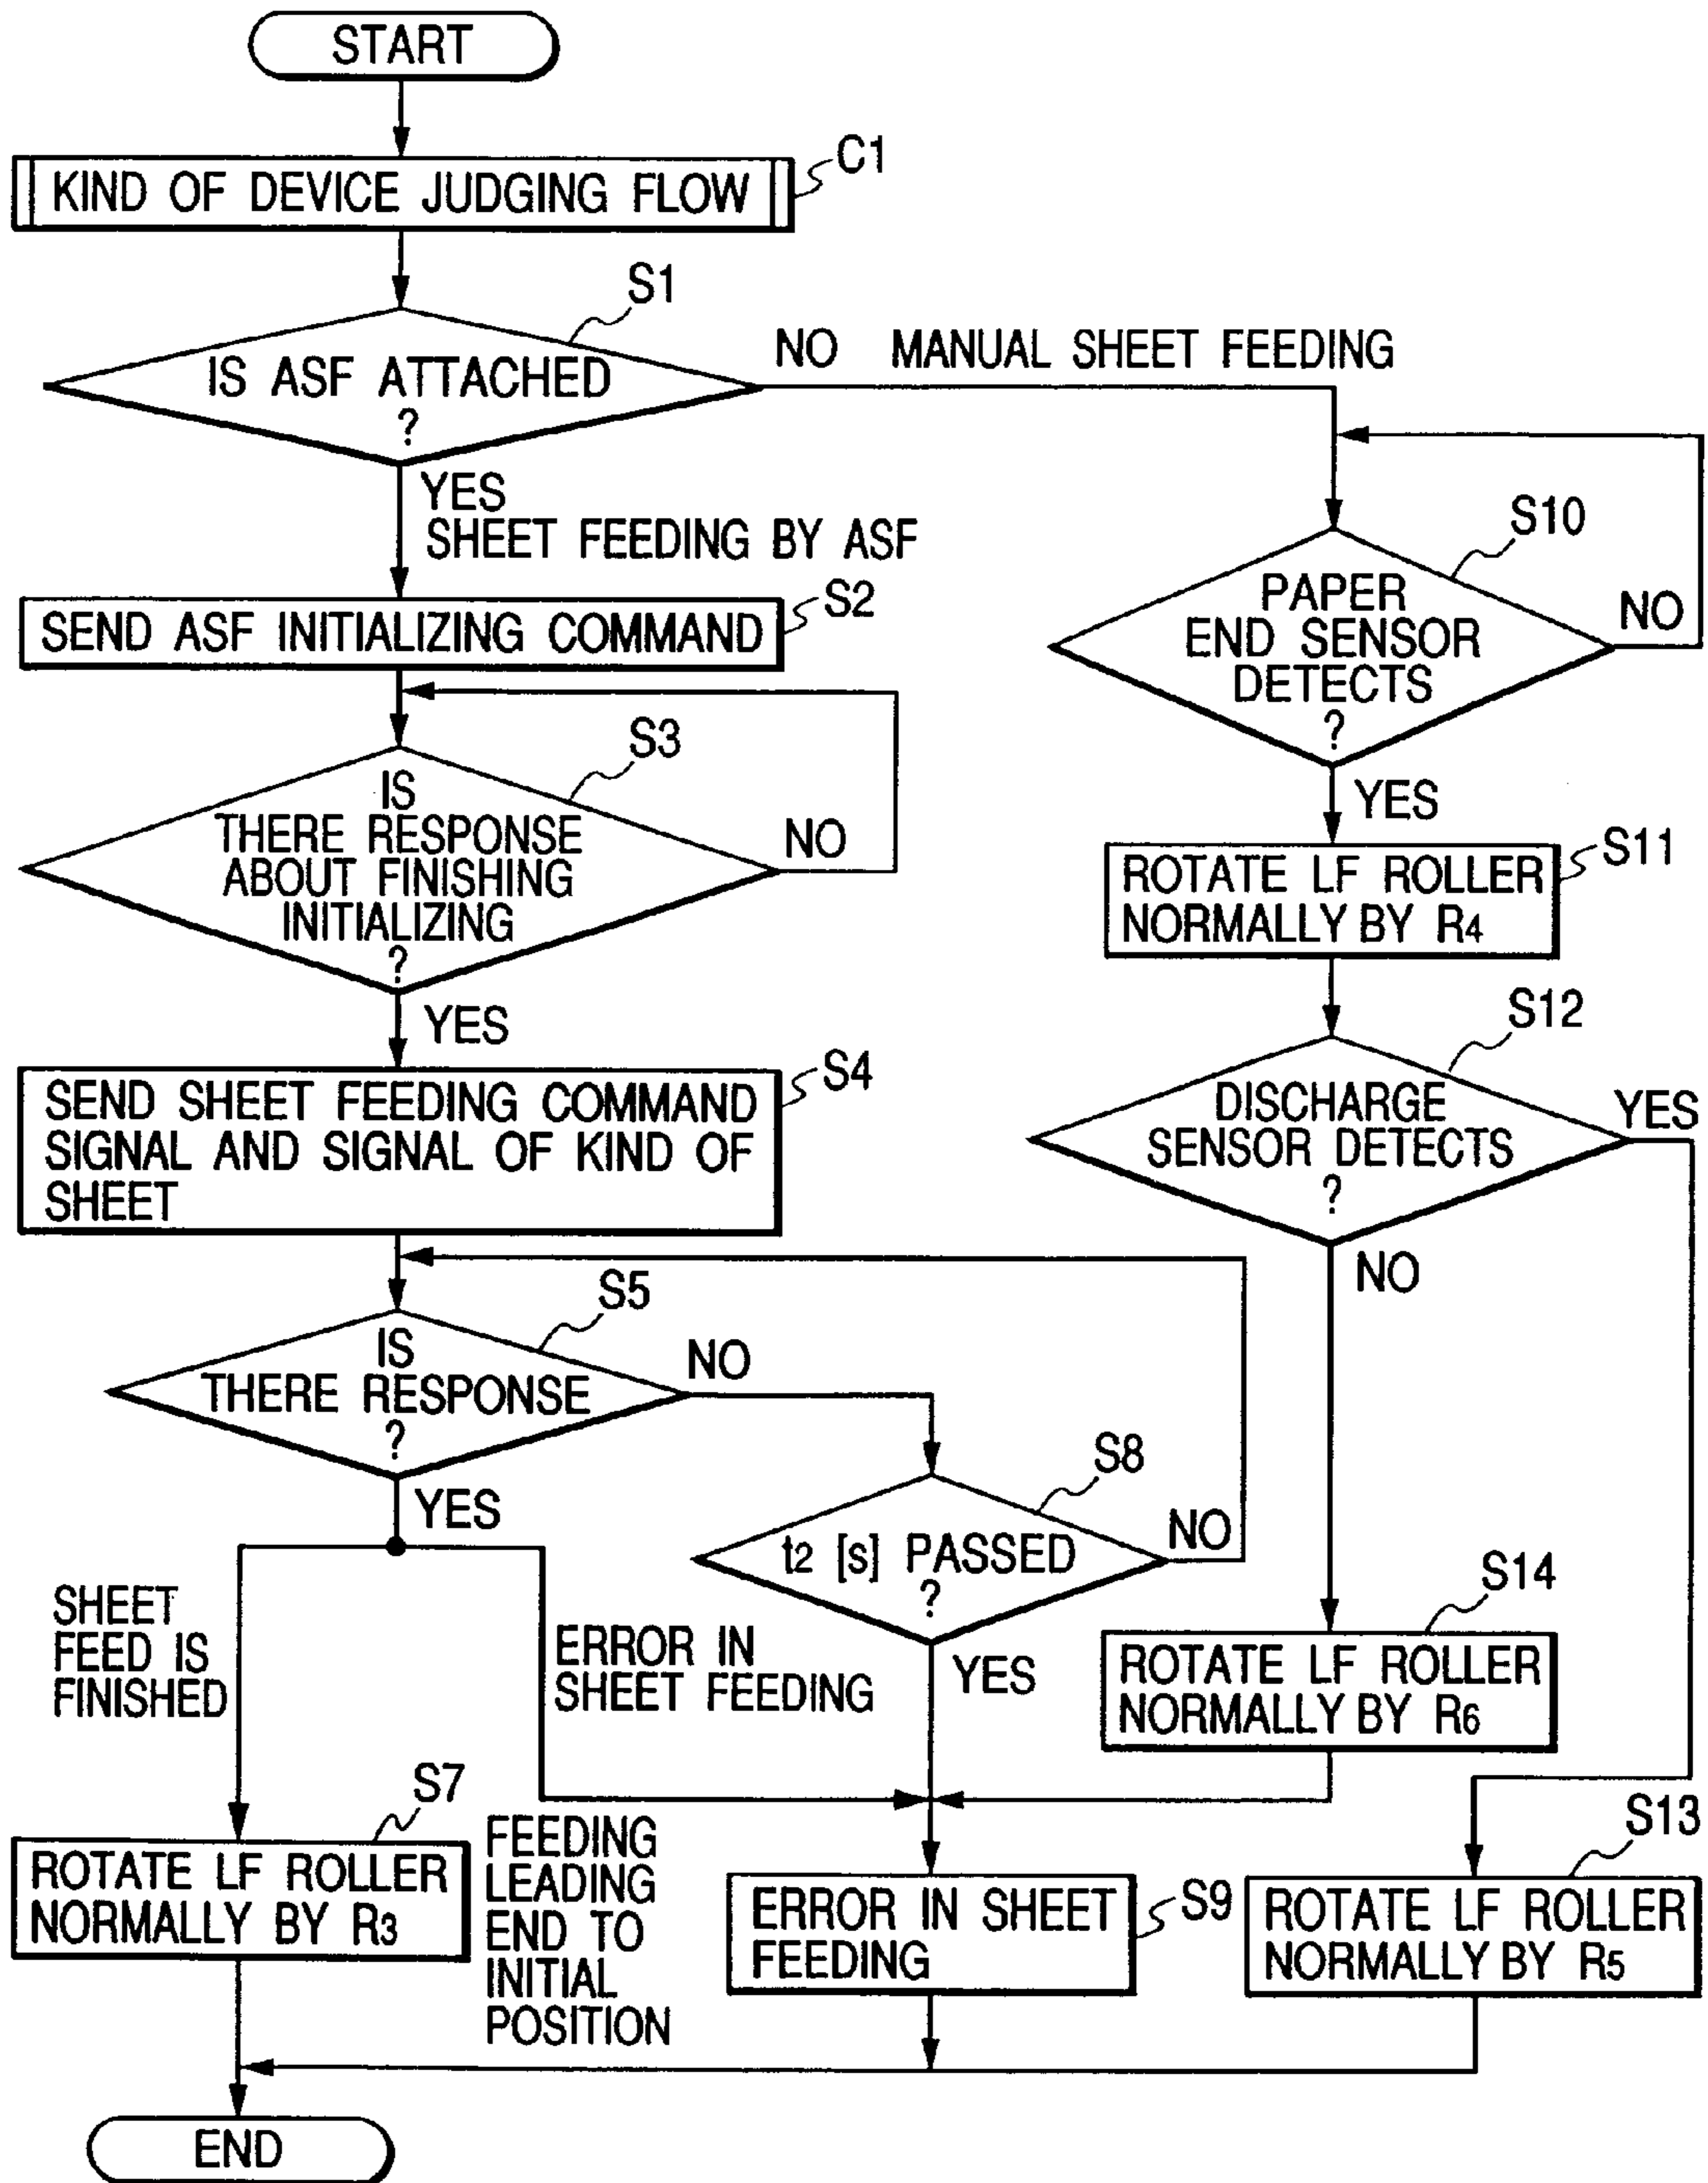 START
KIND OF DEVICE JUDGING FLOW
C1
S1
IS ASF ATTACHED
?
NO MANUAL SHEET FEEDING
YES
SHEET FEEDING BY ASF
S2
SEND ASF INITIALIZING COMMAND
S3
IS
THERE RESPONSE
ABOUT FINISHING
INITIALIZING
?
NO
YES
S4
SEND SHEET FEEDING COMMAND
SIGNAL AND SIGNAL OF KIND OF
SHEET
S5
IS
THERE RESPONSE
?
NO
YES
S8
t2 [s] PASSED
?
NO
YES
SHEET
FEED IS
FINISHED
ERROR IN
SHEET FEEDING
S7
ROTATE LF ROLLER
NORMALLY BY R3
FEEDING
LEADING
END TO
INITIAL
POSITION
S9
ERROR IN SHEET
FEEDING
S10
PAPER
END SENSOR
DETECTS
?
NO
YES
S11
ROTATE LF ROLLER
NORMALLY BY R4
S12
DISCHARGE
SENSOR DETECTS
?
YES
NO
S14
ROTATE LF ROLLER
NORMALLY BY R6
S13
ROTATE LF ROLLER
NORMALLY BY R5
END